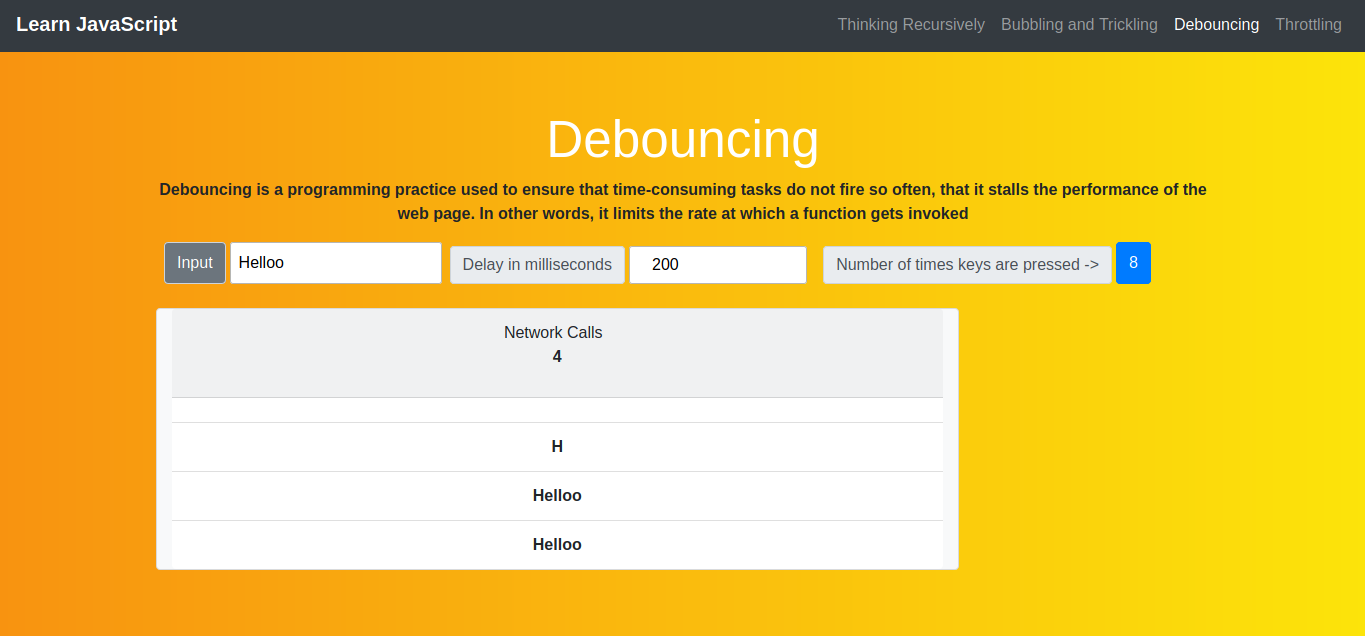 Learn JavaScript
Thinking Recursively Bubbling and Trickling Debouncing Throttling
Debouncing
Debouncing is a programming practice used to ensure that time-consuming tasks do not fire so often, that it stalls the performance of the
web page. In other words, it limits the rate at which a function gets invoked
Input Helloo Delay in milliseconds 200 Number of times keys are pressed -> 8
Network Calls
4
H
Helloo
Helloo